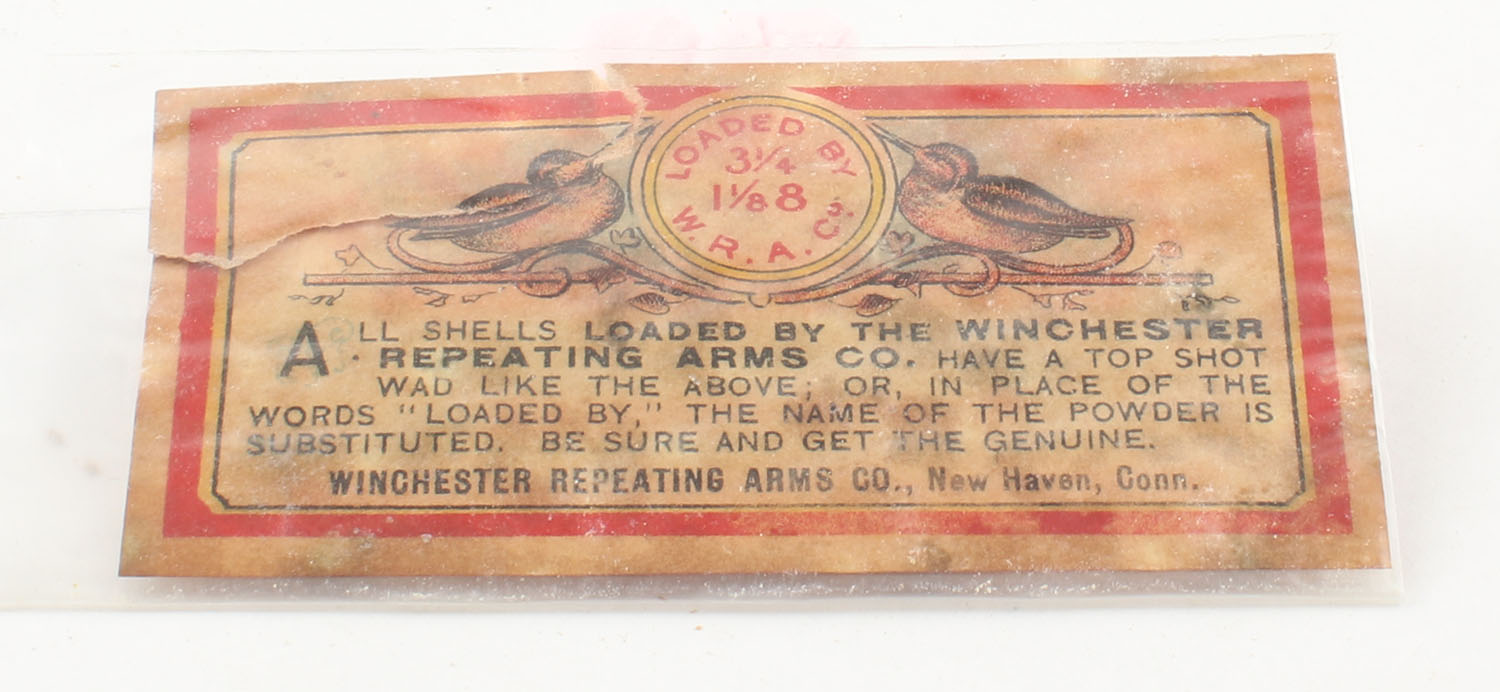 LOADED BY
3¼
1⅛ 8
W. R. A. Co.
ALL SHELLS LOADED BY THE WINCHESTER
REPEATING ARMS CO. HAVE A TOP SHOT
WAD LIKE THE ABOVE; OR, IN PLACE OF THE
WORDS "LOADED BY," THE NAME OF THE POWDER IS
SUBSTITUTED. BE SURE AND GET THE GENUINE.
WINCHESTER REPEATING ARMS CO., New Haven, Conn.